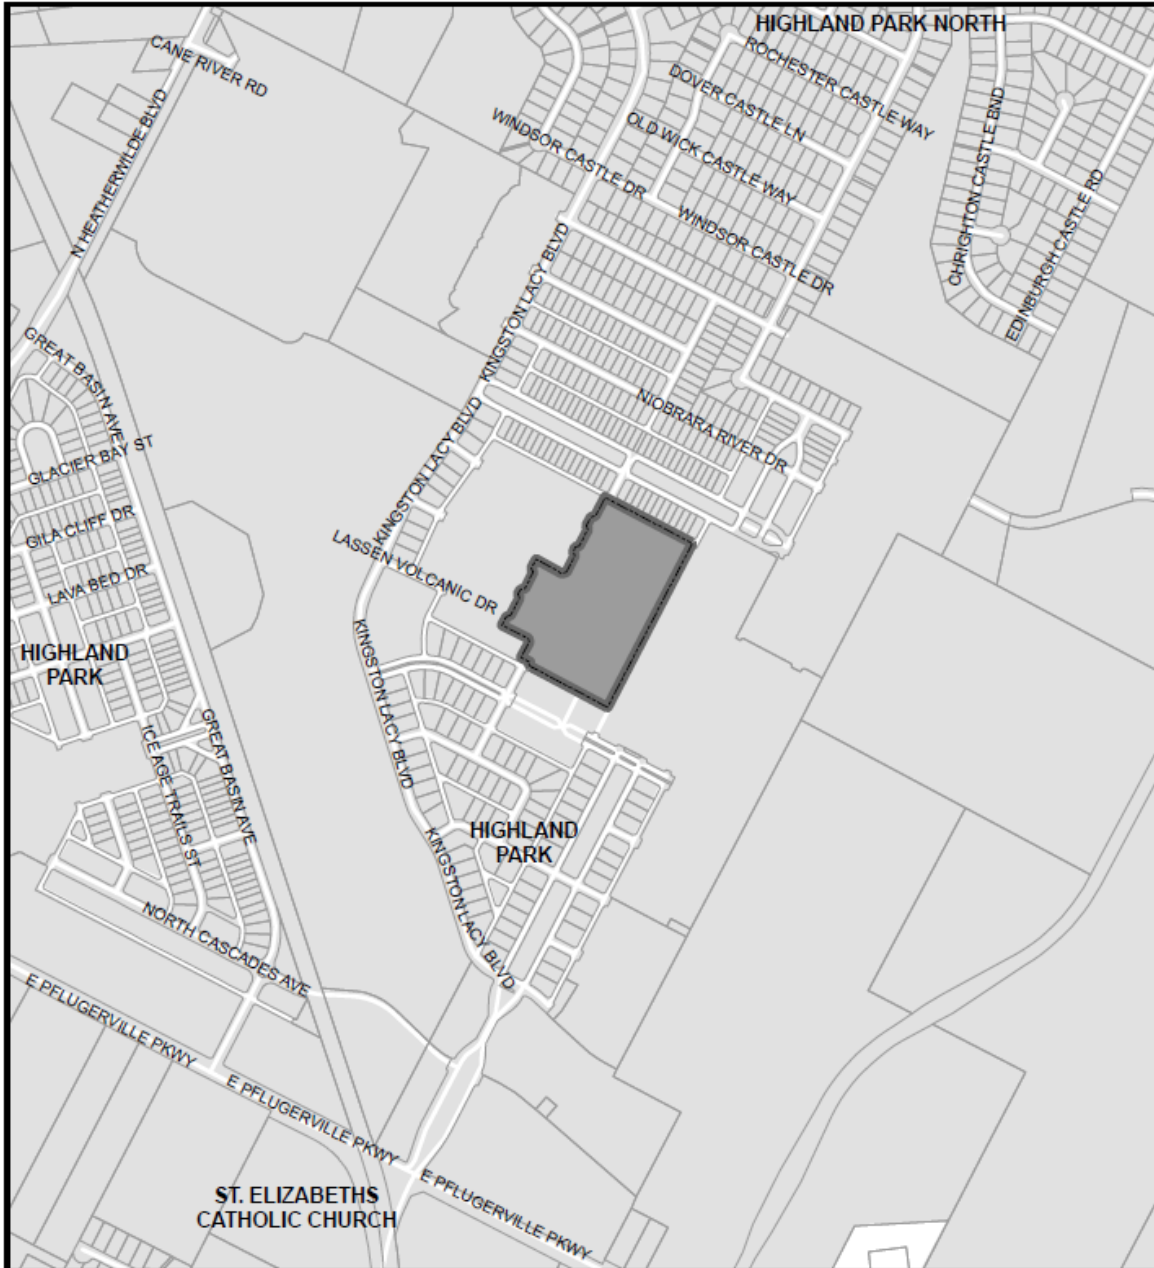 HIGHLAND PARK NORTH
CANE RIVER RD
ROCHESTER CASTLE WAY
DOVER CASTLE LN
N HEATHERWILDE BLVD
WINDSOR CASTLE DR
OLD WICK CASTLE WAY
CHRIGHTON CASTLE BND
EDINBURGH CASTLE RD
WINDSOR CASTLE DR
KINGSTON LACY BLVD
GREAT BASIN AVE
NIOBRARA RIVER DR
KINGSTON LACY BLVD
GLACIER BAY ST
GILA CLIFF DR
LASSEN VOLCANIC DR
LAVA BED DR
HIGHLAND
PARK
KINGSTON LACY BLVD
GREAT BASIN AVE
ICE AGE TRAILS ST
HIGHLAND
PARK
KINGSTON LACY BLVD
NORTH CASCADES AVE
E PFLUGERVILLE PKWY
E PFLUGERVILLE PKWY
E PFLUGERVILLE PKWY
ST. ELIZABETHS
CATHOLIC CHURCH